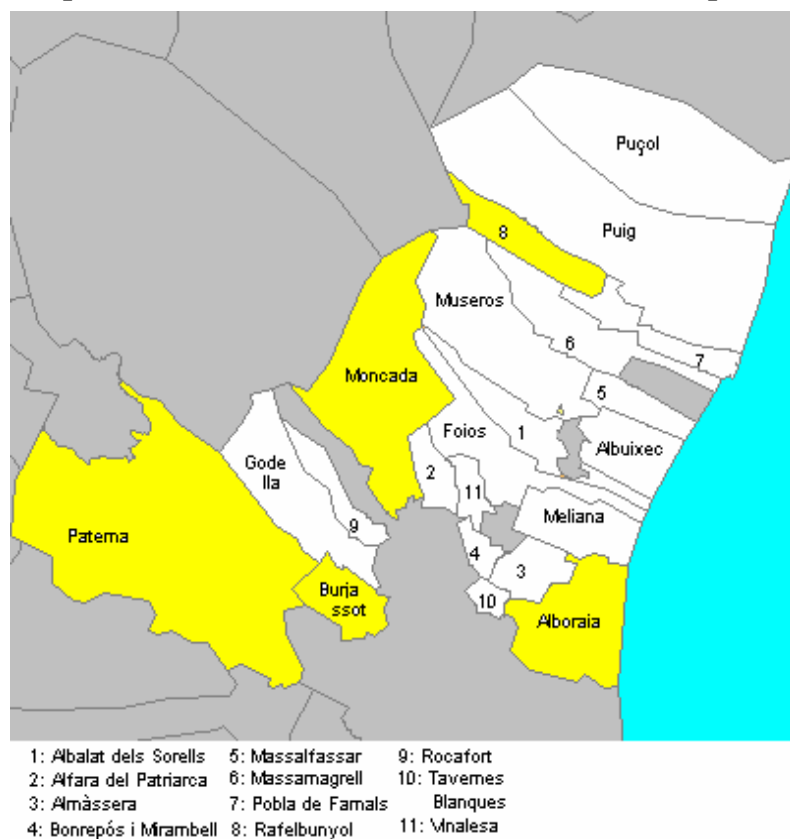 Puçol
Puig
8
Museros
6
7
Moncada
5
4
Foios
1
Albuixec
Gode
lla
2
11
9
Meliana
Paterna
4
3
Burja
ssot
10
Alboraia
1: Albalat dels Sorells
2: Alfara del Patriarca
3: Almàssera
4: Bonrepós i Mirambell
5: Massalfassar
6: Massamagrell
7: Pobla de Farnals
8: Rafelbunyol
9: Rocafort
10: Tavernes
Blanques
11: Vinalesa